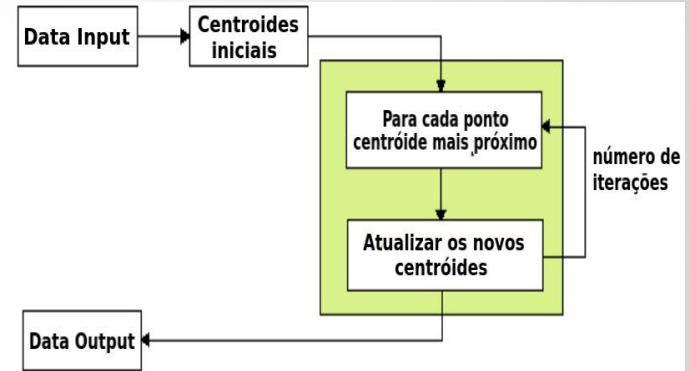 Data Input
Centroides
iniciais
Para cada ponto
centróide mais próximo
número de
iterações
Atualizar os novos
centróides
Data Output